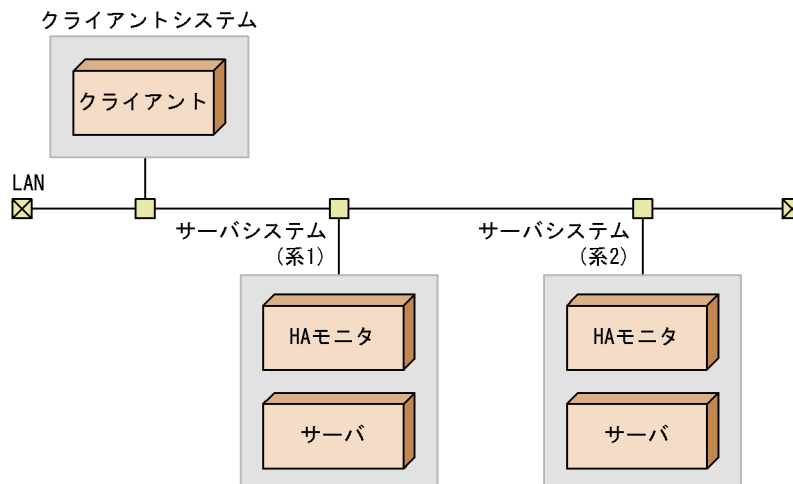 クライアントシステム
クライアント
LAN
サーバシステム
(系1)
サーバシステム
(系2)
HAモニタ
HAモニタ
サーバ
サーバ